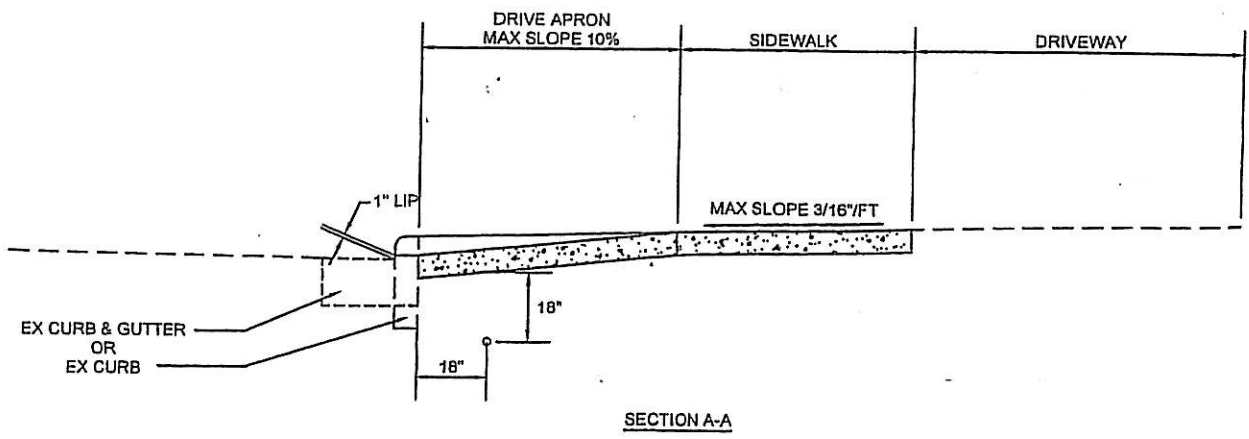 DRIVE APRON
MAX SLOPE 10%
SIDEWALK
DRIVEWAY
1" LIP
MAX SLOPE 3/16"/FT
EX CURB & GUTTER
OR
EX CURB
18"
18"
SECTION A-A